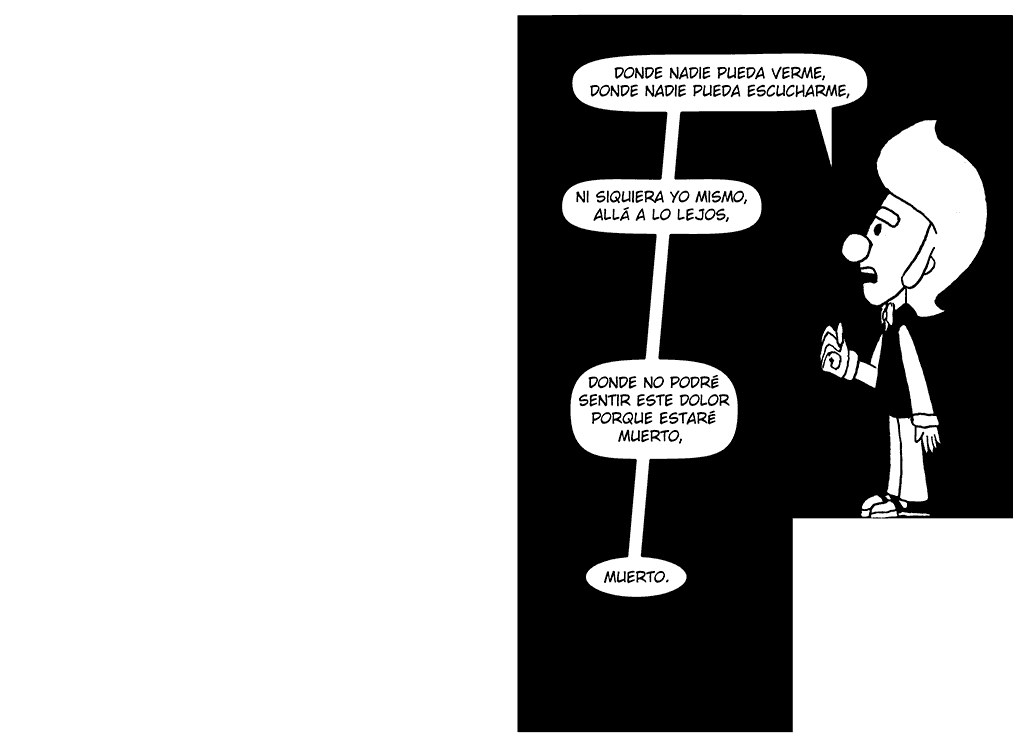 DONDE NADIE PUEDA VERME,
DONDE NADIE PUEDA ESCUCHARME,
NI SIQUIERA YO MISMO,
ALLÁ A LO LEJOS,
DONDE NO PODRÉ
SENTIR ESTE DOLOR
PORQUE ESTARÉ
MUERTO,
MUERTO.